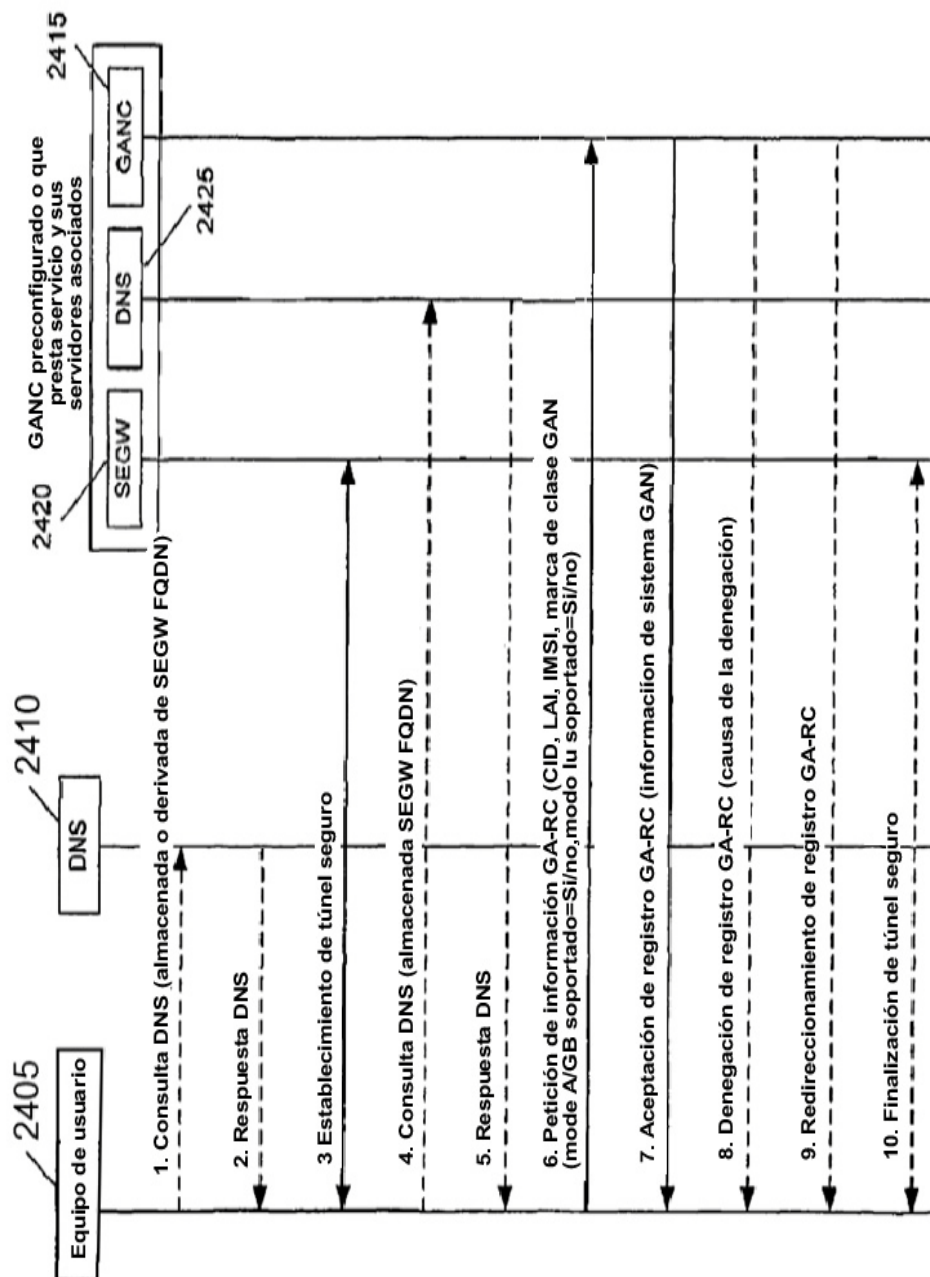 2405
Equipo de usuario
2410
DNS
GANC preconfigurado o que
presta servicio y sus
servidores asociados
2420
SEGW
DNS
2425
GANC
2415
1. Consulta DNS (almacenada o derivada de SEGW FQDN)
2. Respuesta DNS
3 Establecimiento de túnel seguro
4. Consulta DNS (almacenada SEGW FQDN)
5. Respuesta DNS
6. Petición de información GA-RC (CID, LAI, IMSI, marca de clase GAN
(mode A/GB soportado=Si/no,modo lu soportado=Si/no)
7. Aceptación de registro GA-RC (informaciion de sistema GAN)
8. Denegación de registro GA-RC (causa de la denegación)
9. Redireccionamiento de registro GA-RC
10. Finalización de túnel seguro